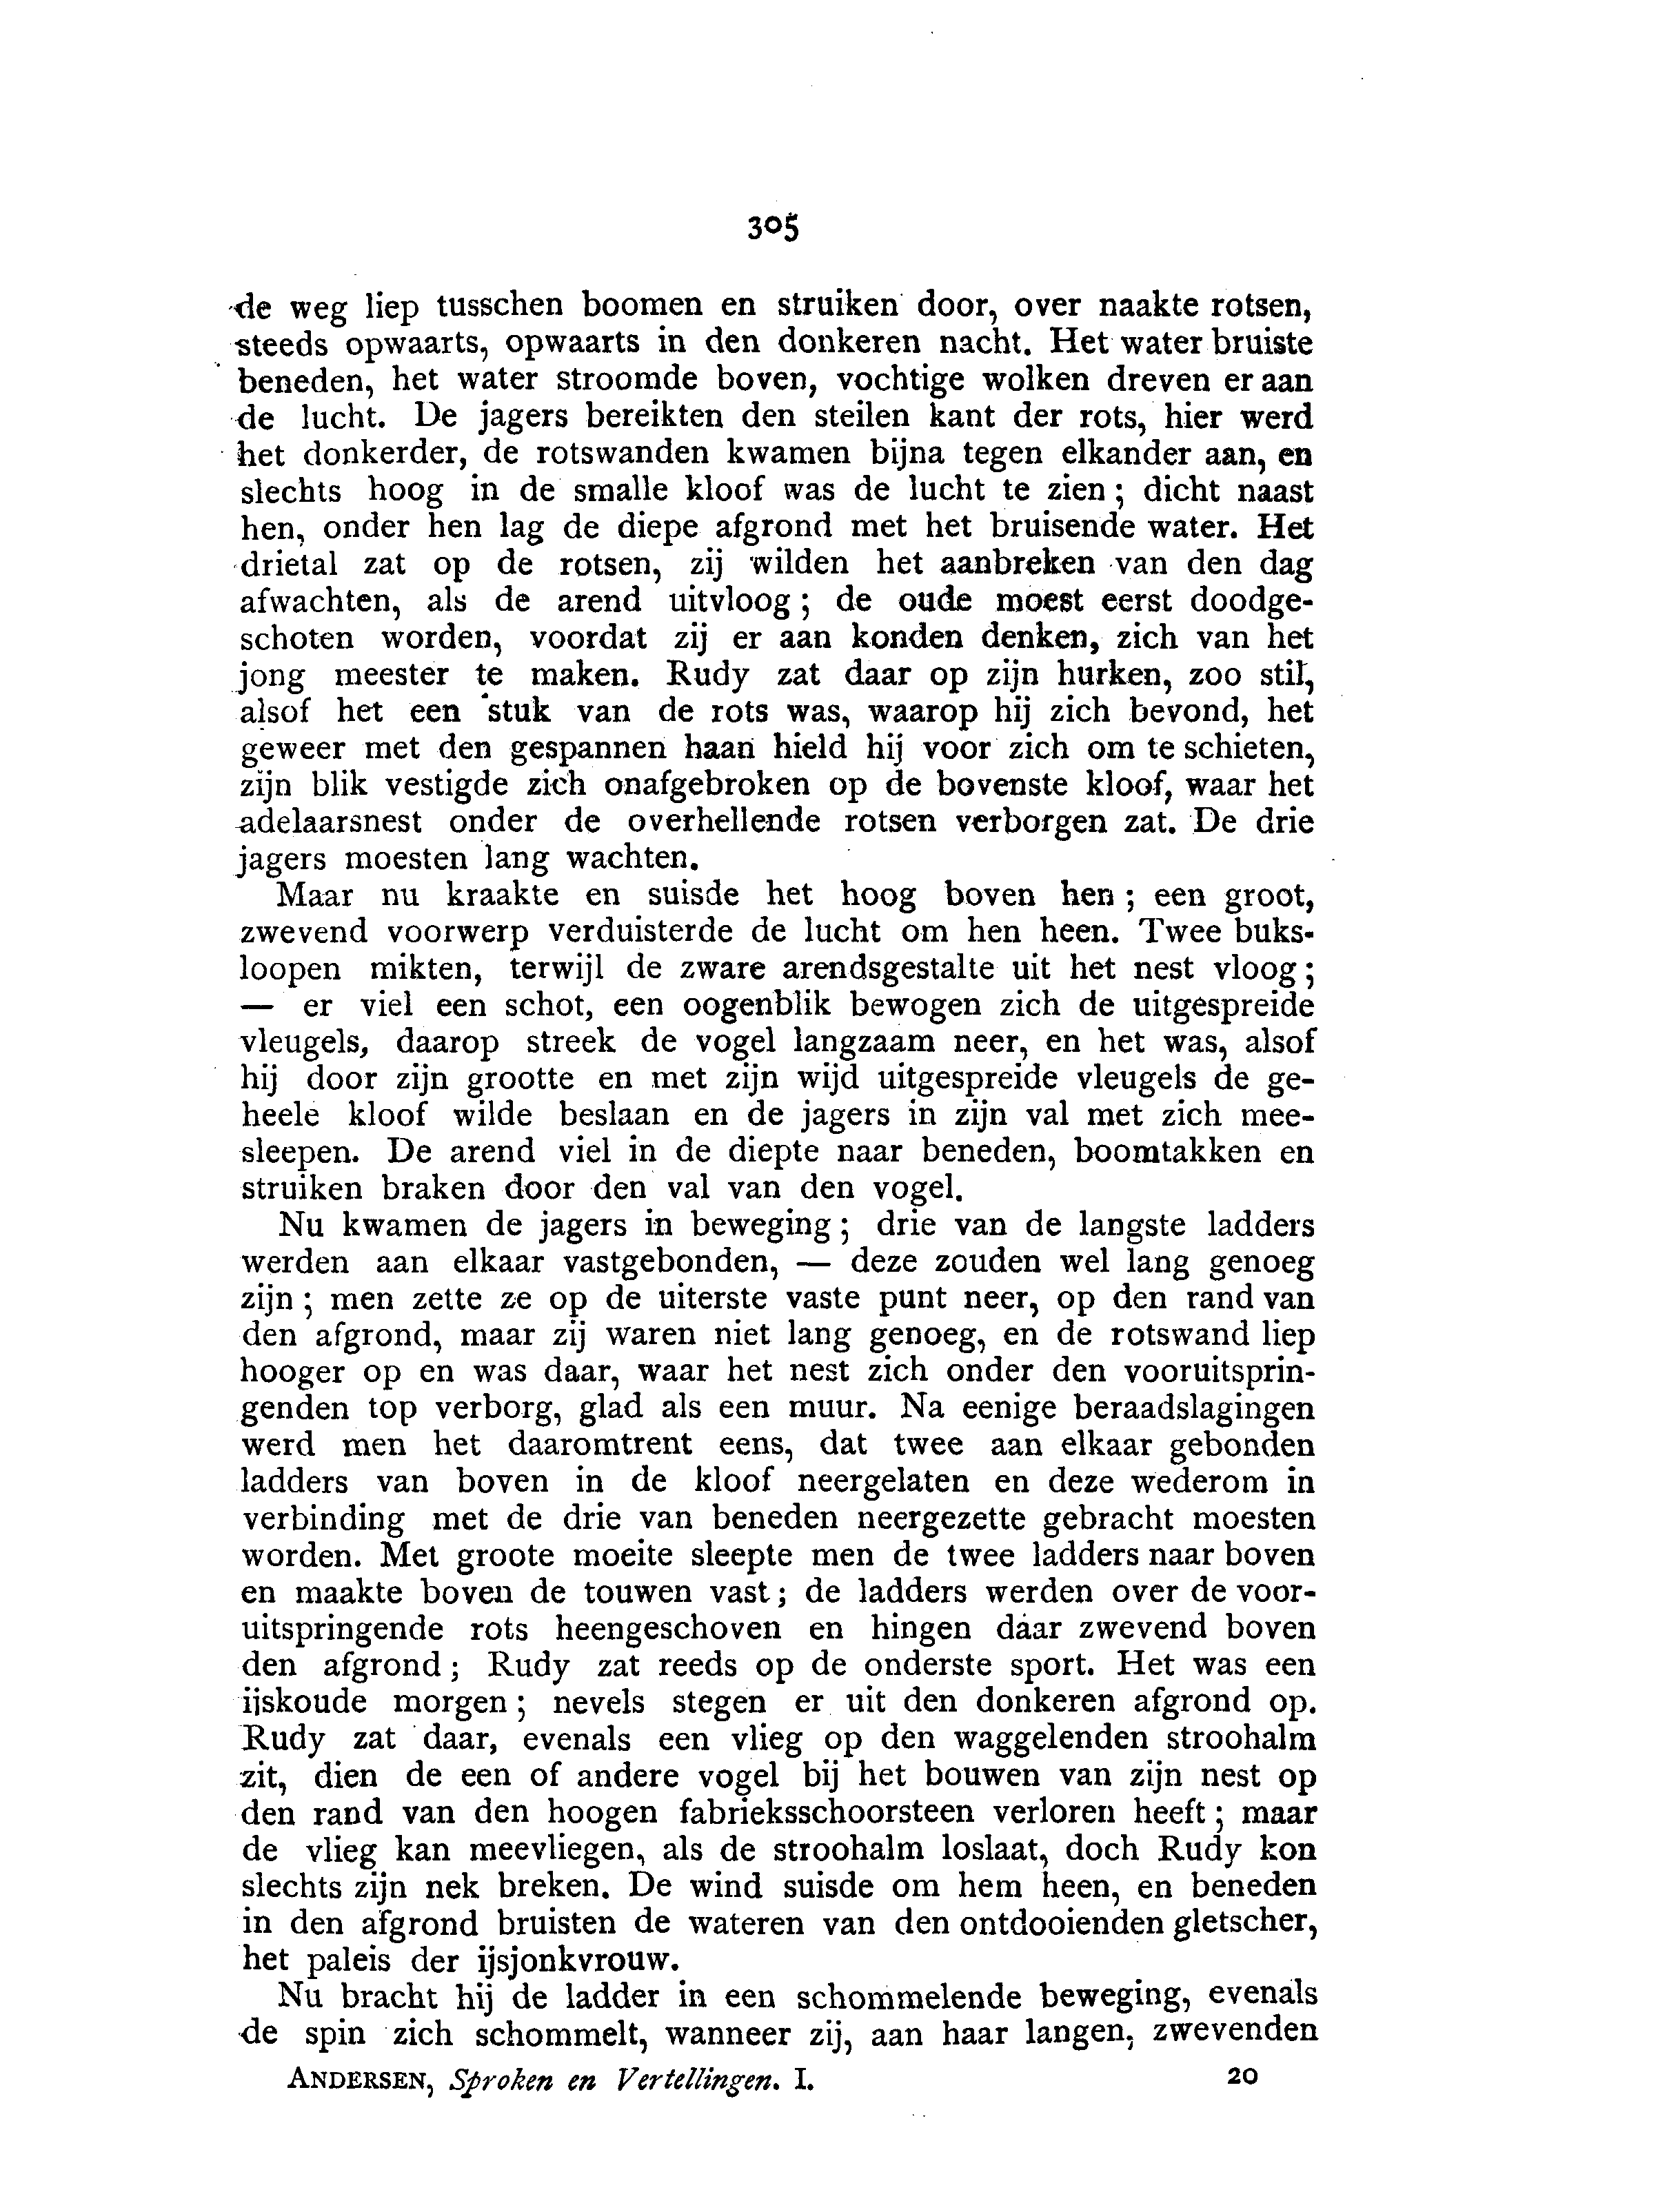 305
de weg liep tusschen boomen en struiken door, over naakte rotsen,
steeds opwaarts, opwaarts in den donkeren nacht. Het water bruiste
beneden, het water stroomde boven, vochtige wolken dreven er aan
de lucht. De jagers bereikten den steilen kant der rots, hier werd
het donkerder, de rotswanden kwamen bijna tegen elkander aan, en
slechts hoog in de smalle kloof was de lucht te zien; dicht naast
hen, onder hen lag de diepe afgrond met het bruisende water. Het
drietal zat op de rotsen, zij wilden het aanbreken van den dag
afwachten, als de arend uitvloog; de oude moest eerst doodge-
schoten worden, voordat zij er aan konden denken, zich van het
jong meester te maken. Rudy zat daar op zijn hurken, zoo stil,
alsof het een stuk van de rots was, waarop hij zich bevond, het
geweer met den gespannen haan hield hij voor zich om te schieten,
zijn blik vestigde zich onafgebroken op de bovenste kloof, waar het
adelaarsnest onder de overhellende rotsen verborgen zat. De drie
jagers moesten lang wachten.
Maar nu kraakte en suisde het hoog boven hen; een groot,
zwevend voorwerp verduisterde de lucht om hen heen. Twee buks-
loopen mikten, terwijl de zware arendsgestalte uit het nest vloog;
— er viel een schot, een oogenblik bewogen zich de uitgespreide
vleugels, daarop streek de vogel langzaam neer, en het was, alsof
hij door zijn grootte en met zijn wijd uitgespreide vleugels de ge-
heele kloof wilde beslaan en de jagers in zijn val met zich mee-
sleepen. De arend viel in de diepte naar beneden, boomtakken en
struiken braken door den val van den vogel.
Nu kwamen de jagers in beweging; drie van de langste ladders
werden aan elkaar vastgebonden, — deze zouden wel lang genoeg
zijn; men zette ze op de uiterste vaste punt neer, op den rand van
den afgrond, maar zij waren niet lang genoeg, en de rotswand liep
hooger op en was daar, waar het nest zich onder den vooruitsprin-
genden top verborg, glad als een muur. Na eenige beraadslagingen
werd men het daaromtrent eens, dat twee aan elkaar gebonden
ladders van boven in de kloof neergelaten en deze wederom in
verbinding met de drie van beneden neergezette gebracht moesten
worden. Met groote moeite sleepte men de twee ladders naar boven
en maakte boven de touwen vast; de ladders werden over de voor-
uitspringende rots heengeschoven en hingen daar zwevend boven
den afgrond; Rudy zat reeds op de onderste sport. Het was een
ijskoude morgen; nevels stegen er uit den donkeren afgrond op.
Rudy zat daar, evenals een vlieg op den waggelenden stroohalm
zit, dien de een of andere vogel bij het bouwen van zijn nest op
den rand van den hoogen fabrieksschoorsteen verloren heeft; maar
de vlieg kan meevliegen, als de stroohalm loslaat, doch Rudy kon
slechts zijn nek breken. De wind suisde om hem heen, en beneden
in den afgrond bruisten de wateren van den ontdooienden gletscher,
het paleis der ijsjonkvrouw.
Nu bracht hij de ladder in een schommelende beweging, evenals
de spin zich schommelt, wanneer zij, aan haar langen, zwevenden
ANDERSEN, Sproken en Vertellingen. I. 20